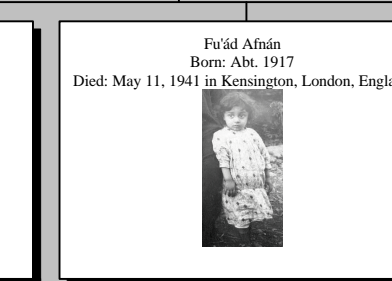 Fu'ád Afnán
Born: Abt. 1917
Died: May 11, 1941 in Kensington, London, Engla